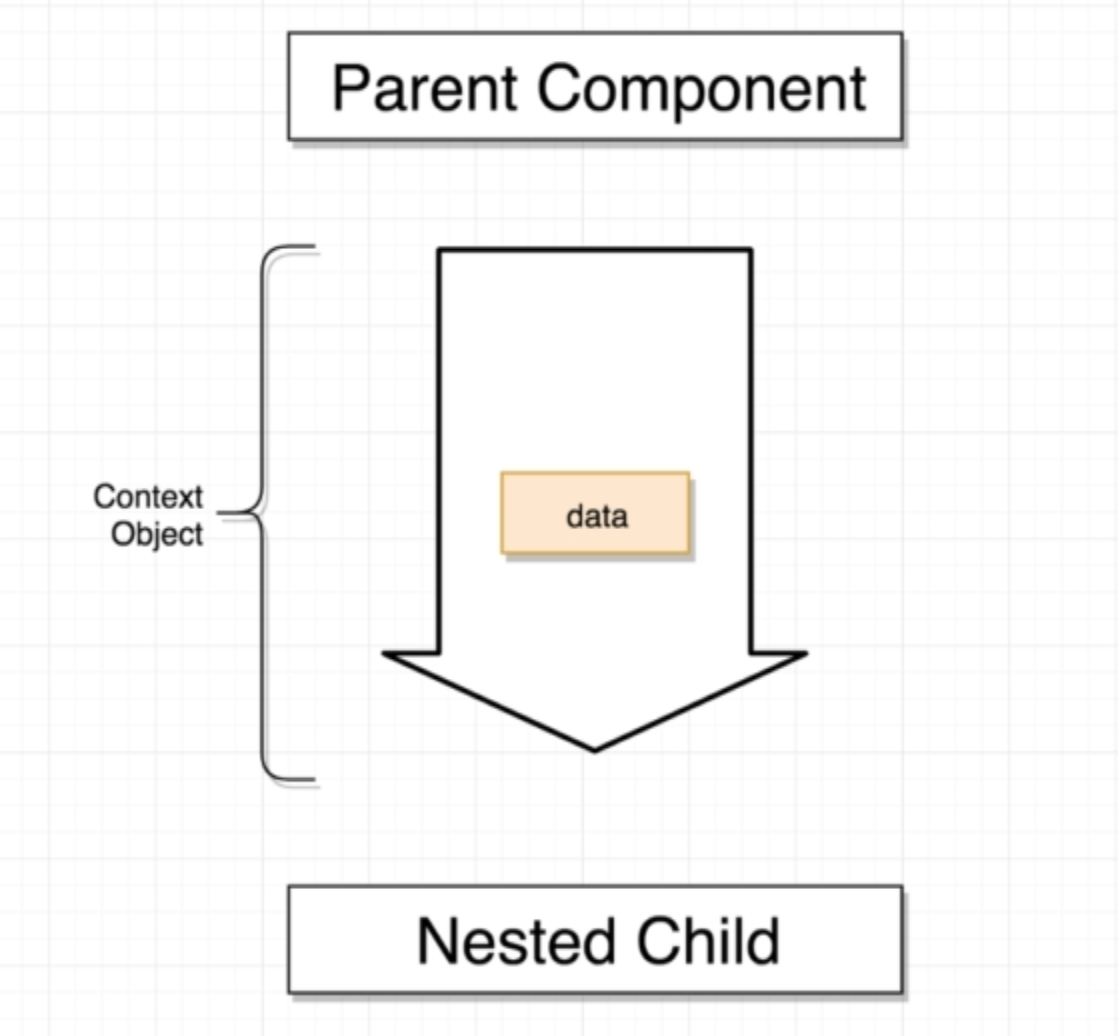 Parent Component
Context
Object
data
Nested Child